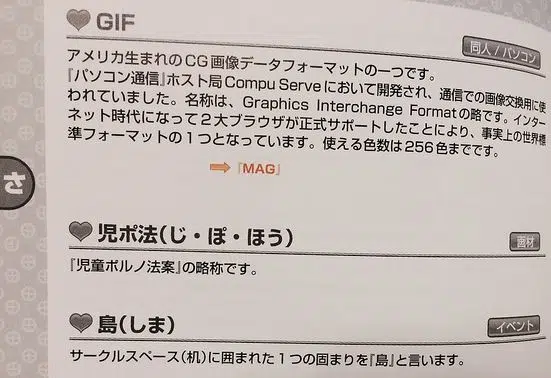 GIF
同人/パソコン
アメリカ生まれのCG画像データフォーマットの一つです。
『パソコン通信』ホスト局Compu Serveにおいて開発され、通信での画像交換用に使
われていました。名称は、Graphics Interchange Formatの略です。インター
ネット時代になって2大ブラウザが正式サポートしたことにより、事実上の世界標
準フォーマットの1つとなっています。使える色数は256色までです。
➡『MAG』
さ
児ポ法(じ・ぽ・ほう)
画材
『児童ポルノ法案』の略称です。
島(しま)
イベント
サークルスペース(机)に囲まれた1つの固まりを『島』と言います。